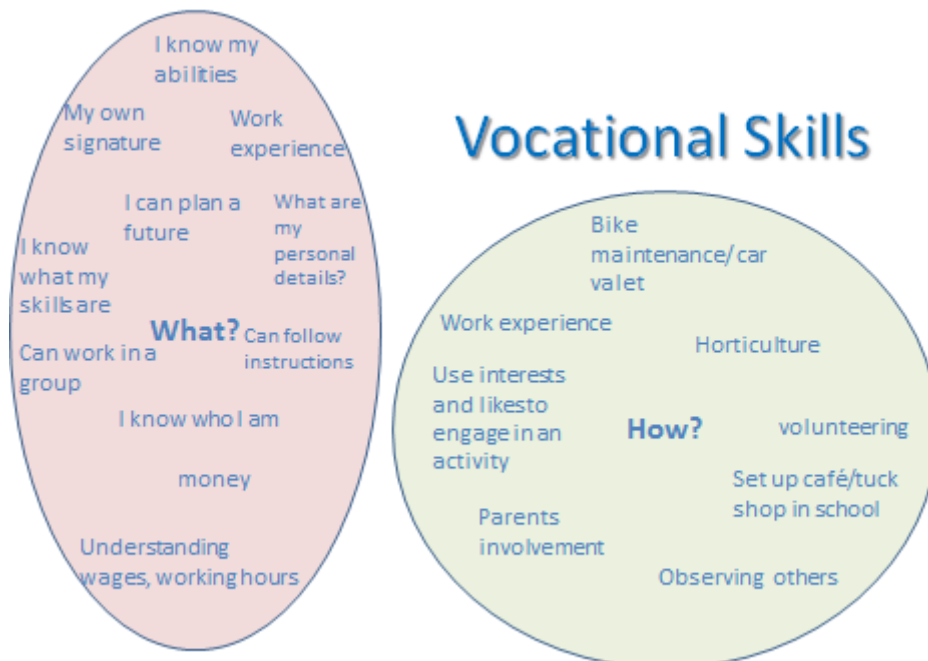 I know my
abilities
My own
signature
Work
experience
I can plan a
future
What are
my
personal
details?
I know
what my
skills are
What?
Can follow
instructions
Can work in a
group
I know who I am
money
Understanding
wages, working hours
Vocational Skills
Bike
maintenance/ car
valet
Work experience
Horticulture
Use interests
and likesto
engage in an
activity
How?
volunteering
Set up café/tuck
shop in school
Parents
involvement
Observing others